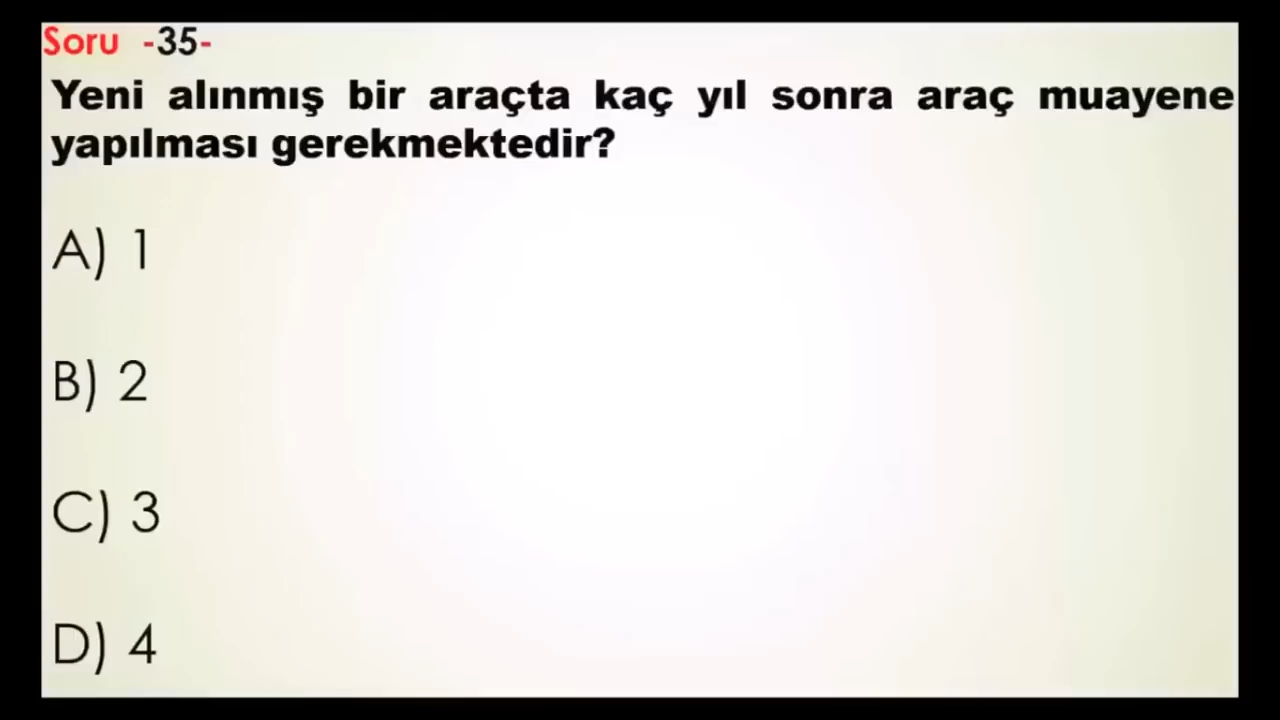 Soru -35-
Yeni alınmış bir araçta kaç yıl sonra araç muayene
yapılması gerekmektedir?
A) 1
B) 2
C) 3
D) 4